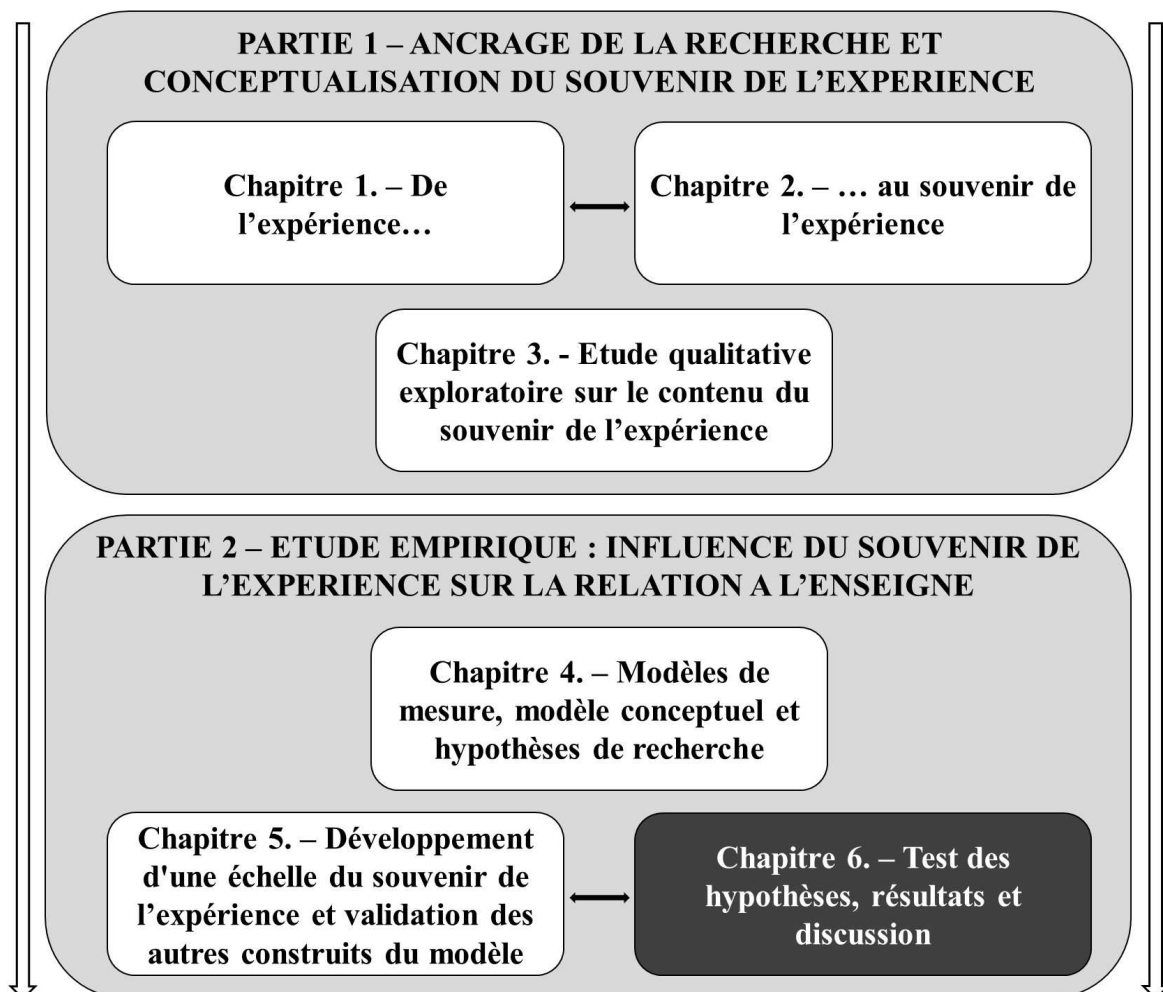 PARTIE 1 – ANCRAGE DE LA RECHERCHE ET
CONCEPTUALISATION DU SOUVENIR DE L’EXPERIENCE
Chapitre 1. – De
l’expérience…
Chapitre 2. – … au souvenir de
l’expérience
Chapitre 3. - Etude qualitative
exploratoire sur le contenu du
souvenir de l’expérience
PARTIE 2 – ETUDE EMPIRIQUE : INFLUENCE DU SOUVENIR DE
L’EXPERIENCE SUR LA RELATION A L’ENSEIGNE
Chapitre 4. – Modèles de
mesure, modèle conceptuel et
hypothèses de recherche
Chapitre 5. – Développement
d'une échelle du souvenir de
l’expérience et validation des
autres construits du modèle
Chapitre 6. – Test des
hypothèses, résultats et
discussion